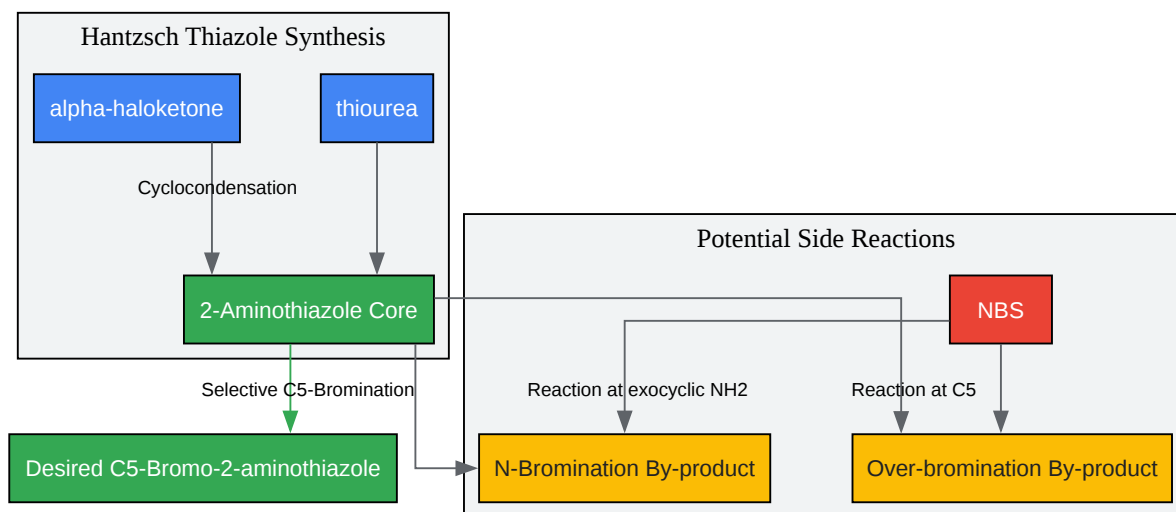 Hantzsch Thiazole Synthesis
alpha-haloketone
thiourea
Cyclocondensation
Potential Side Reactions
2-Aminothiazole Core
NBS
Selective C5-Bromination
Reaction at exocyclic NH2
Reaction at C5
Desired C5-Bromo-2-aminothiazole
N-Bromination By-product
Over-bromination By-product